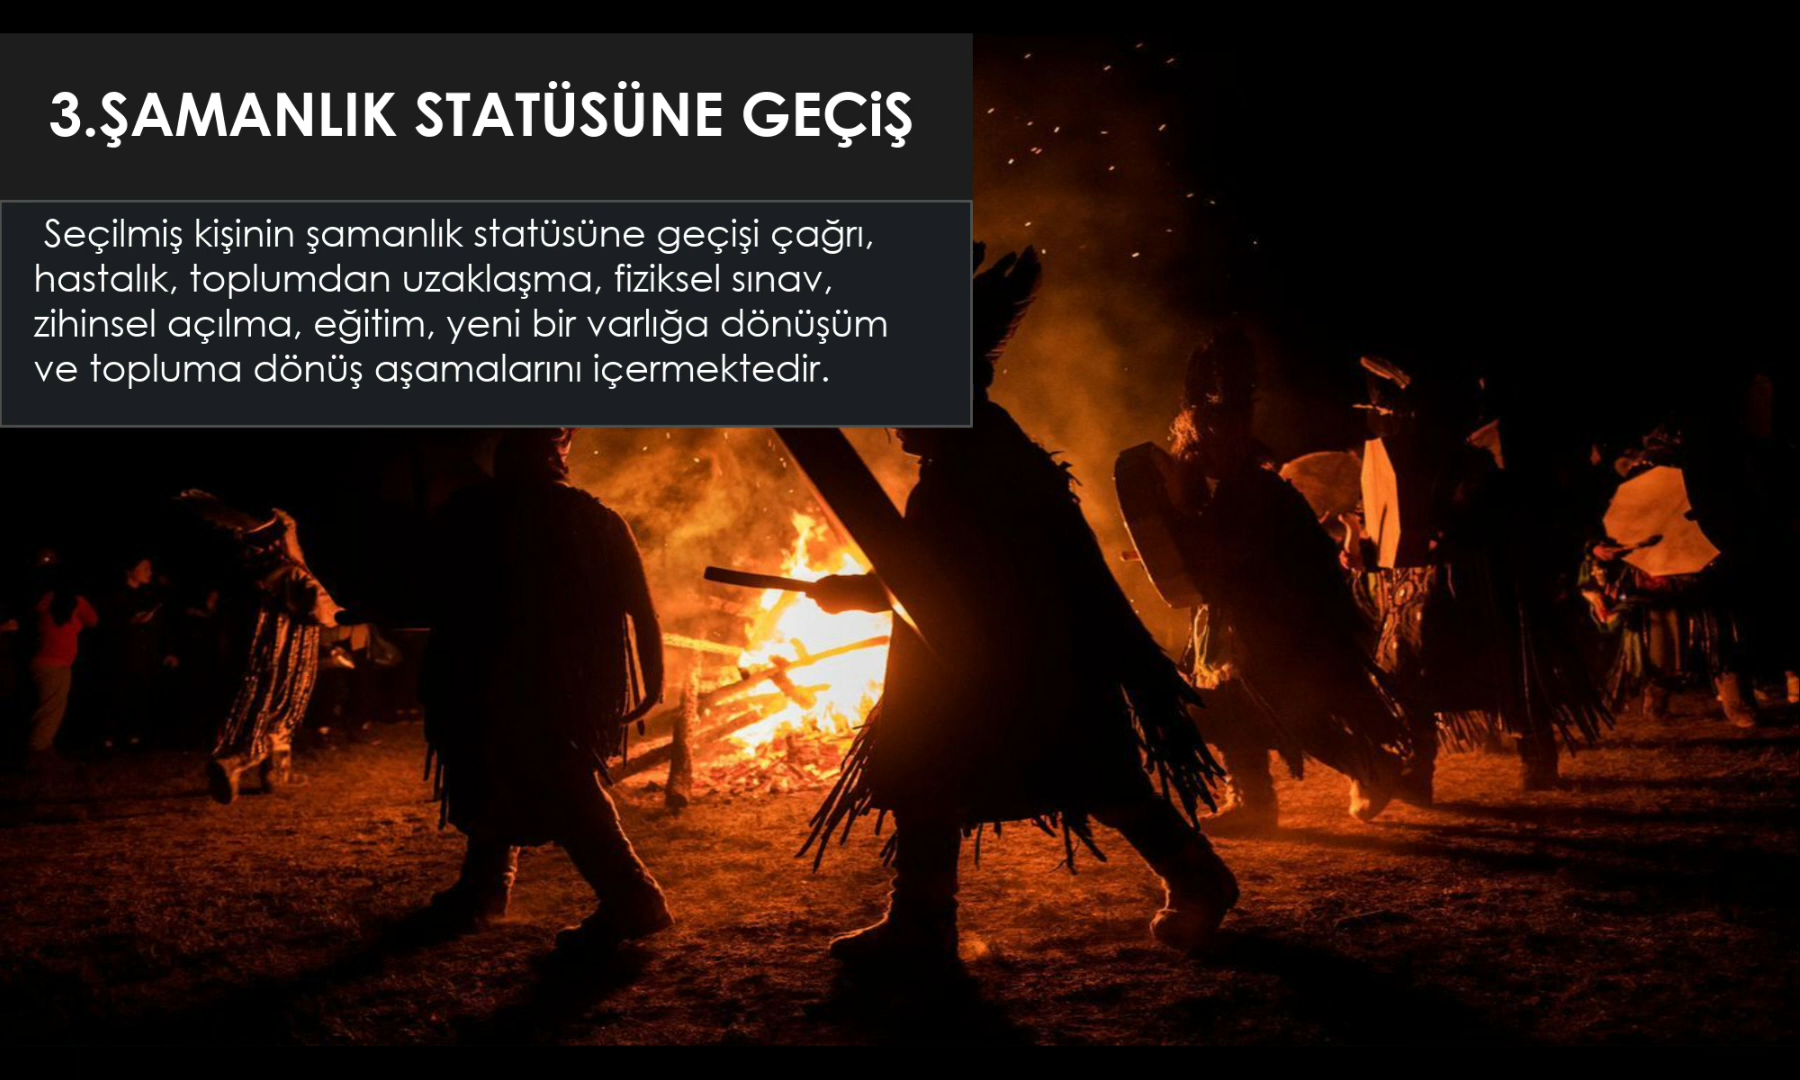 3.ŞAMANLIK STATÜSÜNE GEÇiŞ
Seçilmiş kişinin şamanlık statüsüne geçişi çağrı,
hastalık, toplumdan uzaklaşma, fiziksel sınav,
zihinsel açılma, eğitim, yeni bir varlığa dönüşüm
ve topluma dönüş aşamalarını içermektedir.